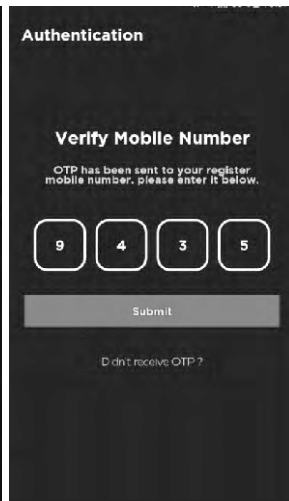 Authentication
Verify Mobile Number
OTP has been sent to your register
mobile number. please enter it below.
9 4 3 5
Submit
Didn't receive OTP ?